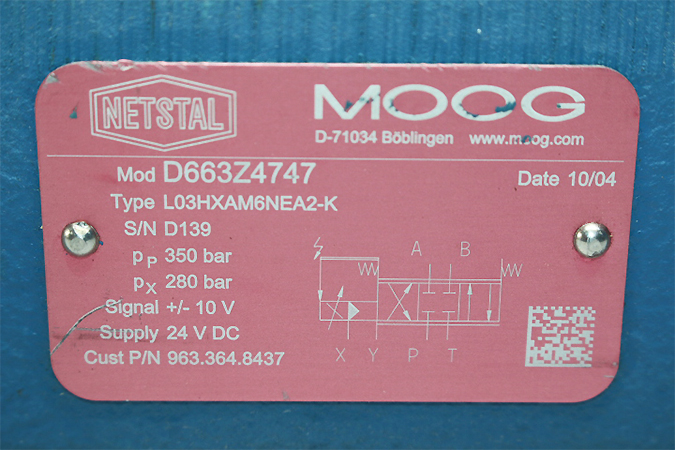 NETSTAL
MOOG
D-71034 Böblingen www.moog.com
Mod D663Z4747
Date 10/04
Type L03HXAM6NEA2-K
S/N D139
pP 350 bar
pX 280 bar
Signal +/- 10 V
Supply 24 V DC
Cust P/N 963.364.8437
A B
X Y P T